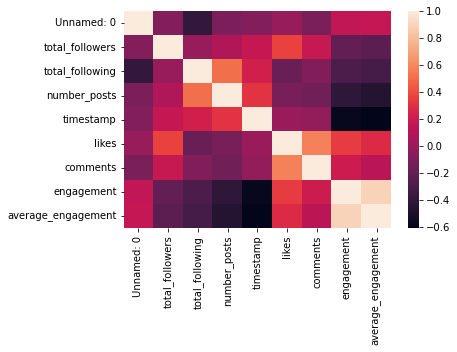 Unnamed: 0
total_followers
total_following
number_posts
timestamp
likes
comments
engagement
average_engagement
Unnamed: 0
total_followers
total_following
number_posts
timestamp
likes
comments
engagement
average_engagement
1.0
0.8
0.6
0.4
0.2
0.0
−0.2
−0.4
−0.6